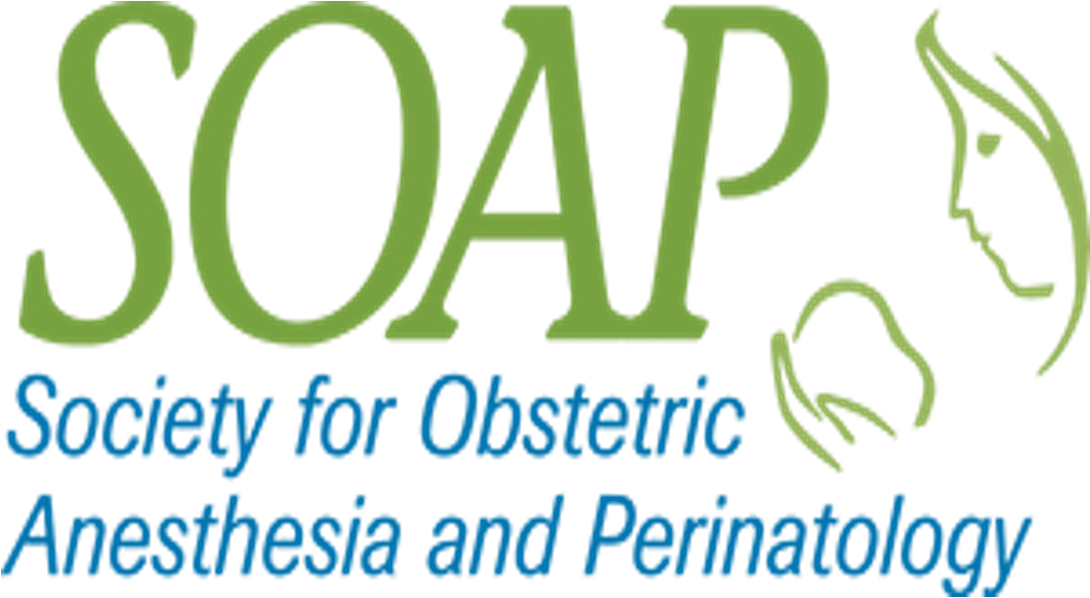 SOAP
Society for Obstetric
Anesthesia and Perinatology